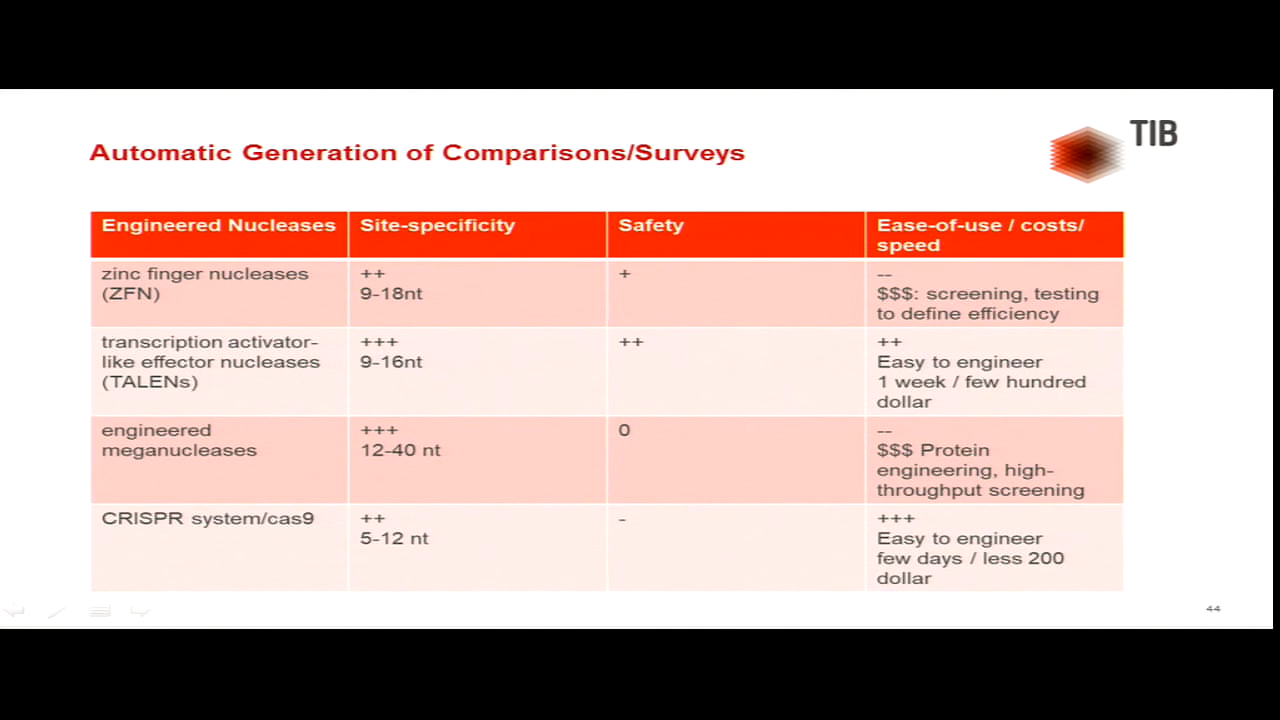 TIB
Automatic Generation of Comparisons/Surveys
Engineered Nucleases
Site-specificity
Safety
Ease-of-use / costs/
speed
zinc finger nucleases
(ZFN)
++
9-18nt
+
--
$$$: screening, testing
to define efficiency
transcription activator-
like effector nucleases
(TALENs)
+++
9-16nt
++
++
Easy to engineer
1 week / few hundred
dollar
engineered
meganucleases
+++
12-40 nt
0
--
$$$ Protein
engineering, high-
throughput screening
CRISPR system/cas9
++
5-12 nt
-
+++
Easy to engineer
few days / less 200
dollar
44